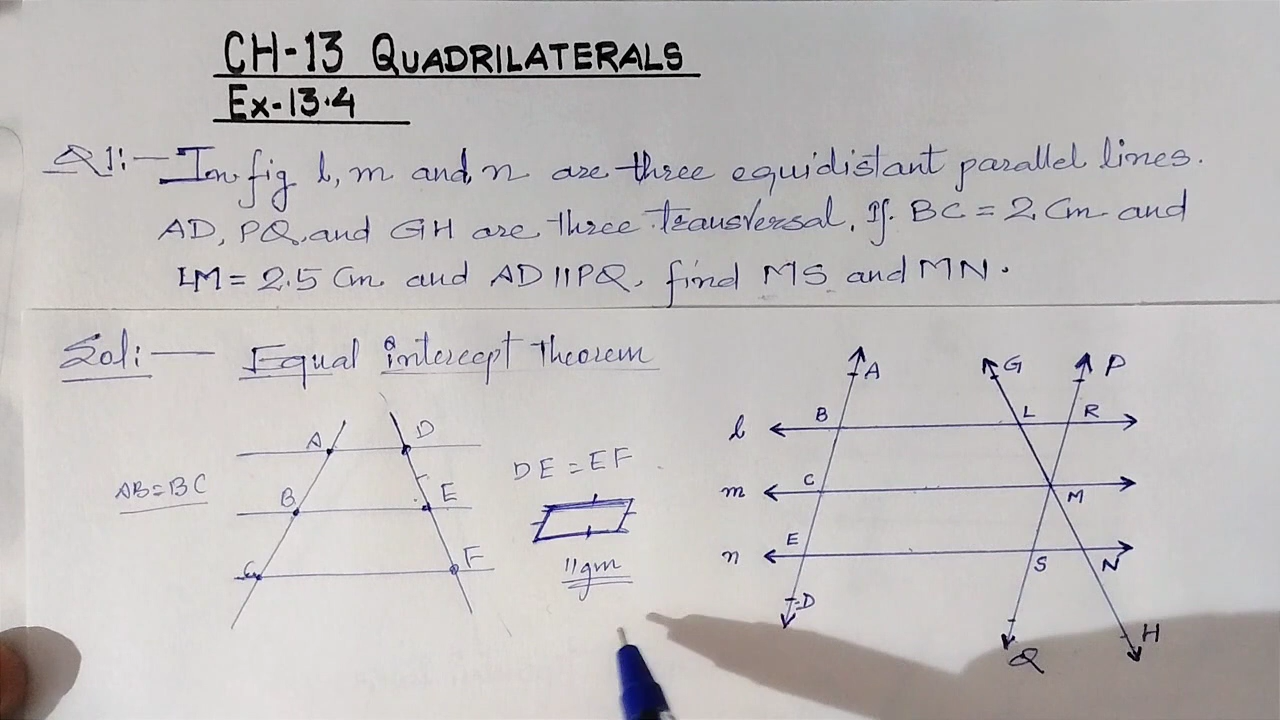 CH-13 QUADRILATERALS
Ex-13.4
Q1:- In fig l, m and n are three equidistant parallel lines.
AD, PQ and GH are three transversal. If BC = 2 Cm and
LM = 2.5 Cm and AD || PQ, find MS and MN.
Sol:- Equal intercept Theorem
A D
AB=BC
B E
C F
DE = EF
||gm
A G P
l B L R
m C M
n E S N
D Q H